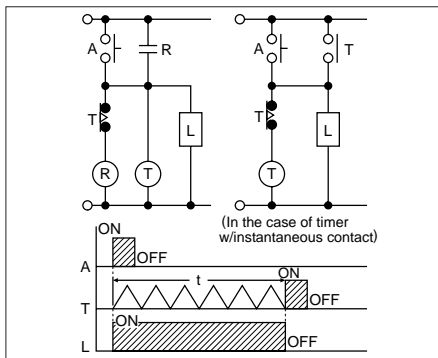 A R A T
T L T L
R T T
(In the case of timer
w/instantaneous contact)
ON
OFF
A
t
ON
T
OFF
ON
L
OFF